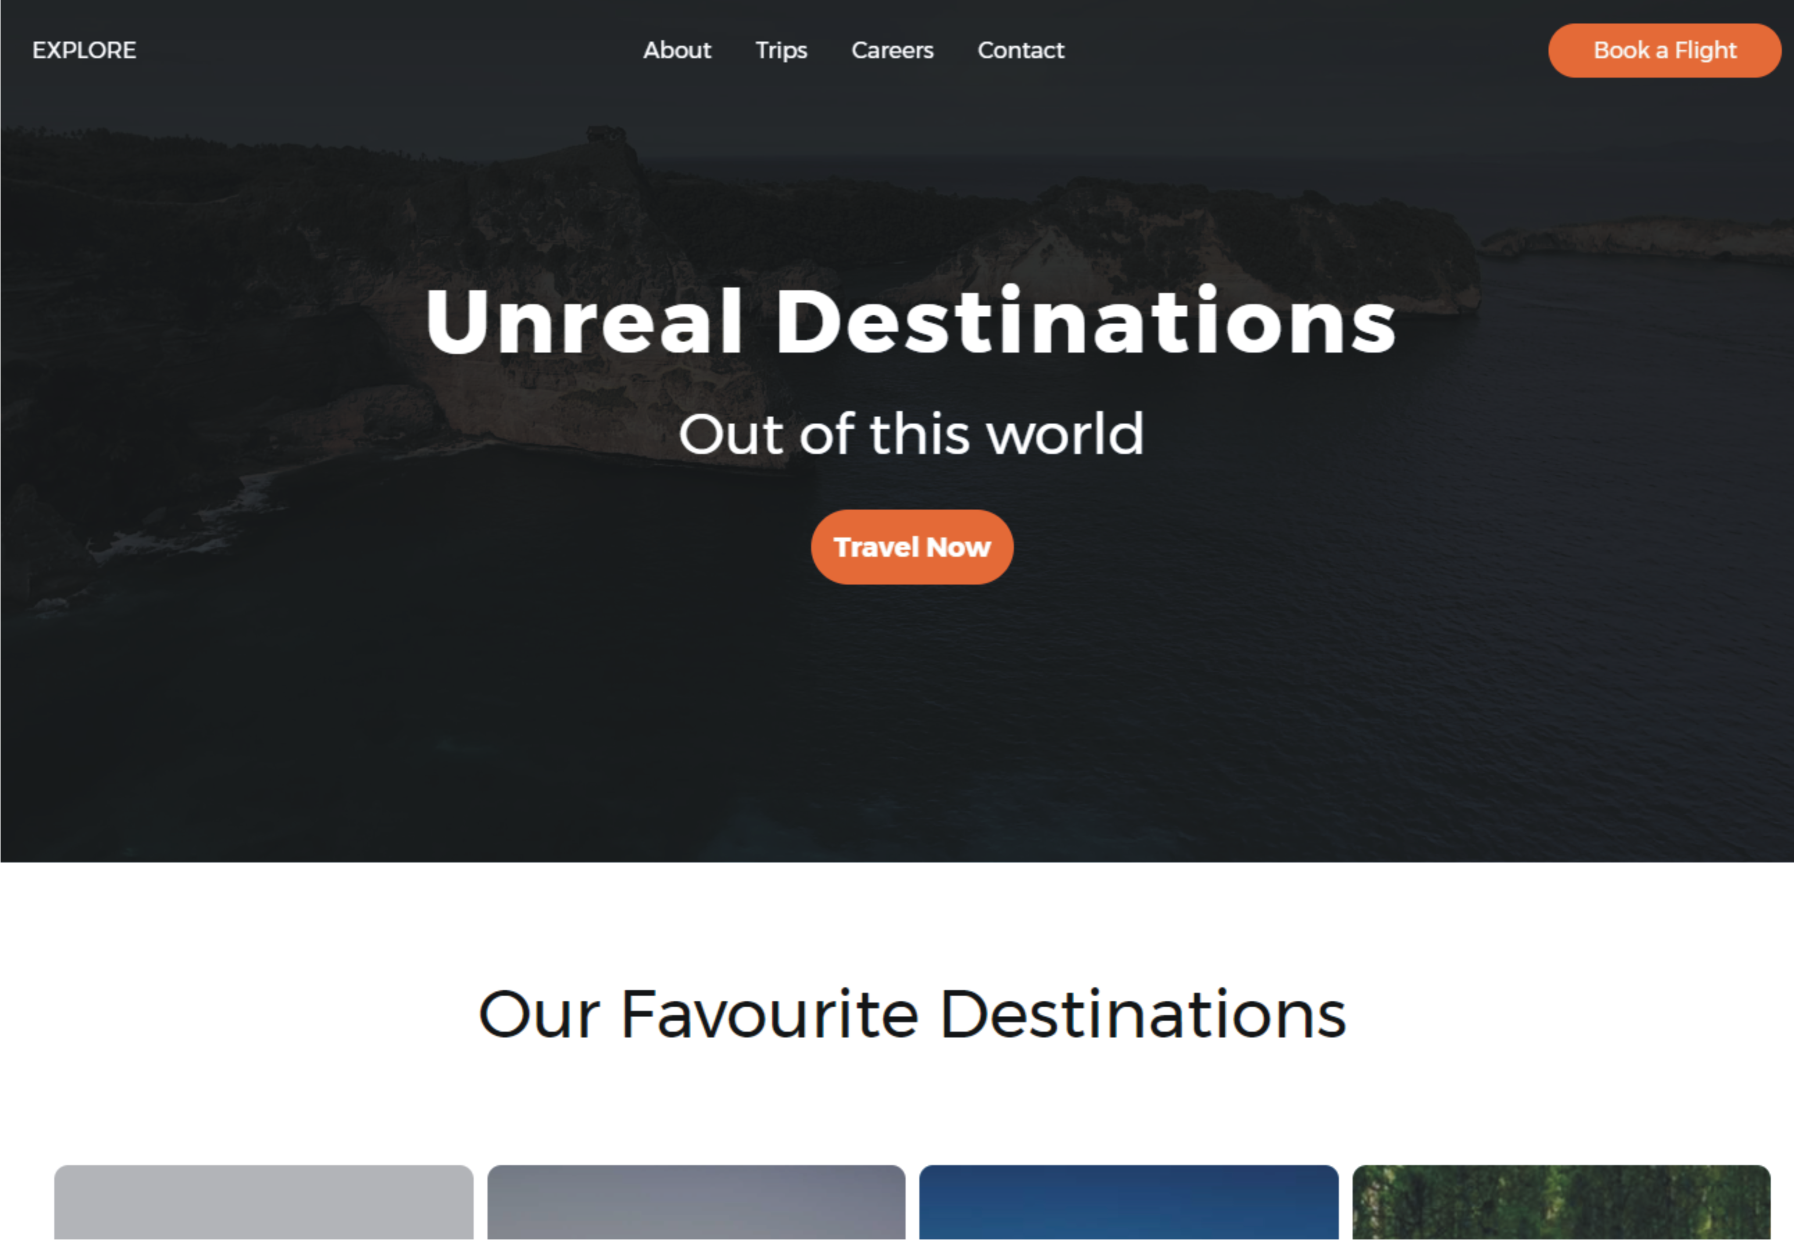 EXPLORE About Trips Careers Contact Book a Flight
Unreal Destinations
Out of this world
Travel Now
Our Favourite Destinations